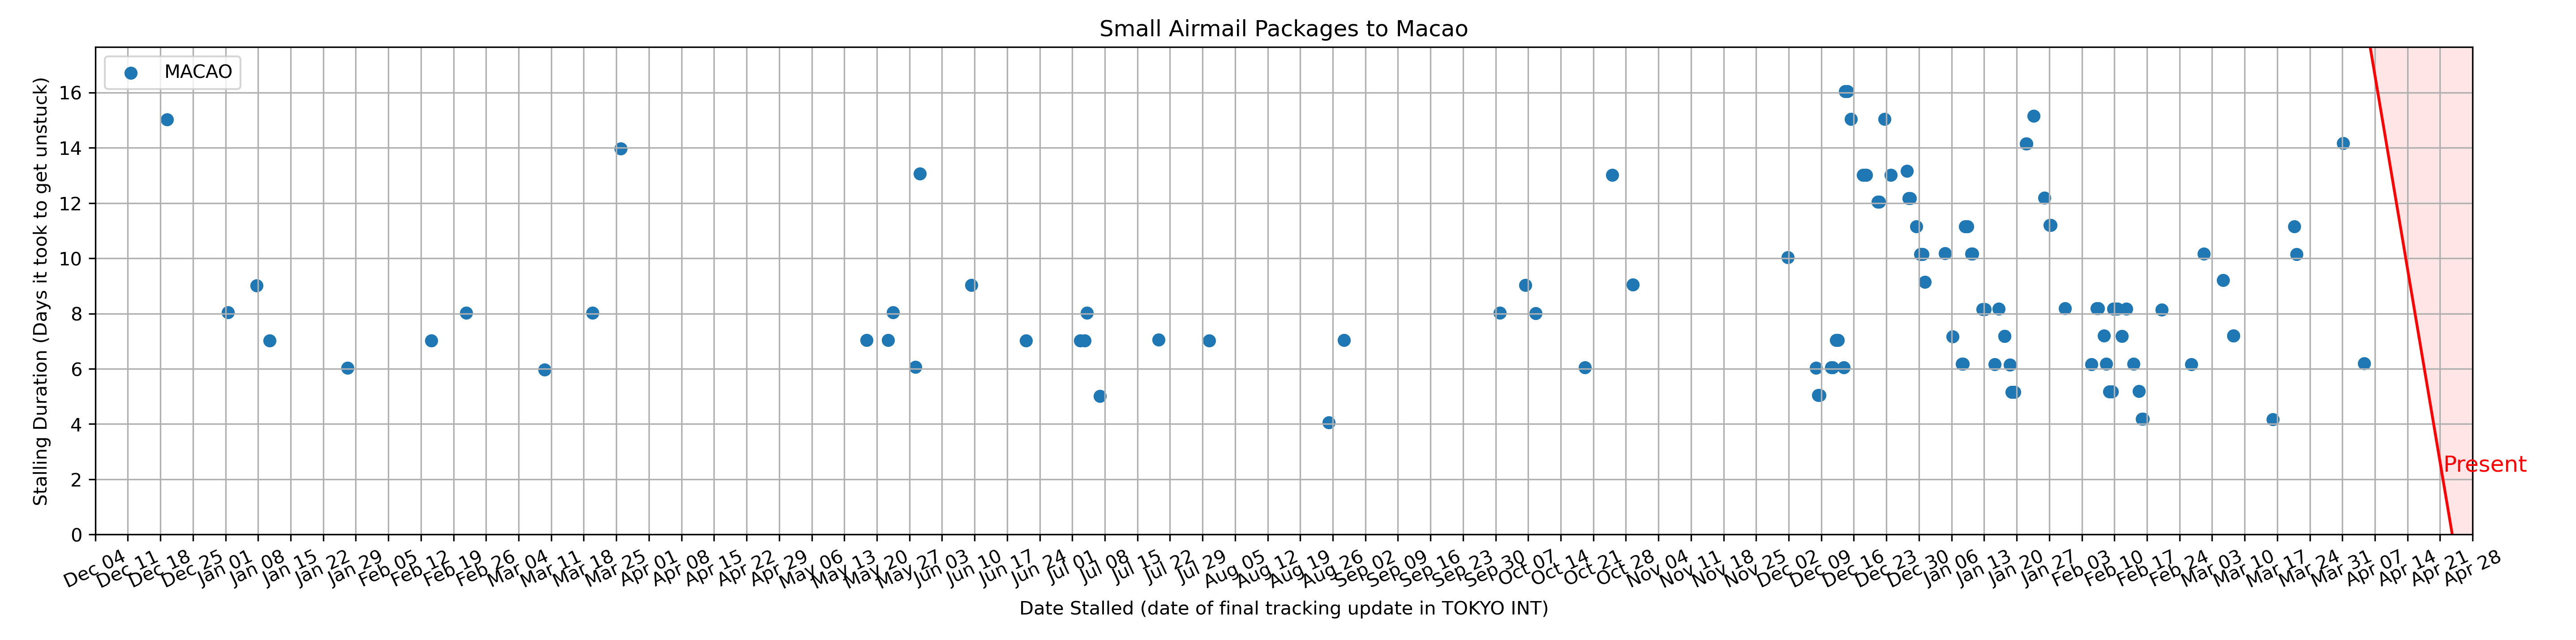 Small Airmail Packages to Macao
MACAO
Stalling Duration (Days it took to get unstuck)
16
14
12
10
8
6
4
2
0
Present
Dec 04 Dec 11 Dec 18 Dec 25 Jan 01 Jan 08 Jan 15 Jan 22 Jan 29 Feb 05 Feb 12 Feb 19 Feb 26 Mar 04 Mar 11 Mar 18 Mar 25 Apr 01 Apr 08 Apr 15 Apr 22 Apr 29 May 06 May 13 May 20 May 27 Jun 03 Jun 10 Jun 17 Jun 24 Jul 01 Jul 08 Jul 15 Jul 22 Jul 29 Aug 05 Aug 12 Aug 19 Aug 26 Sep 02 Sep 09 Sep 16 Sep 23 Sep 30 Oct 07 Oct 14 Oct 21 Oct 28 Nov 04 Nov 11 Nov 18 Nov 25 Dec 02 Dec 09 Dec 16 Dec 23 Dec 30 Jan 06 Jan 13 Jan 20 Jan 27 Feb 03 Feb 10 Feb 17 Feb 24 Mar 03 Mar 10 Mar 17 Mar 24 Mar 31 Apr 07 Apr 14 Apr 21 Apr 28
Date Stalled (date of final tracking update in TOKYO INT)